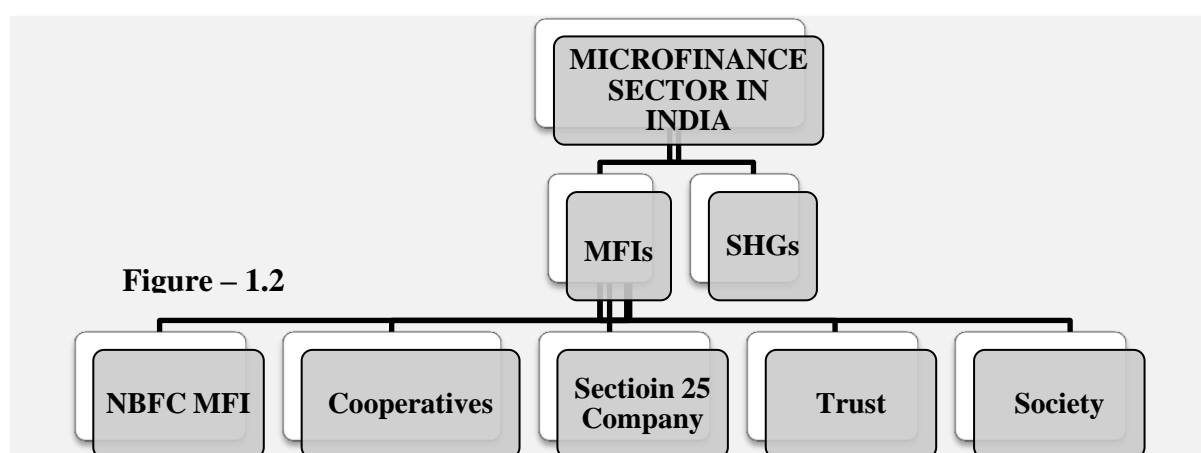 MICROFINANCE
SECTOR IN
INDIA
MFIs
SHGs
Figure – 1.2
NBFC MFI
Cooperatives
Sectioin 25
Company
Trust
Society